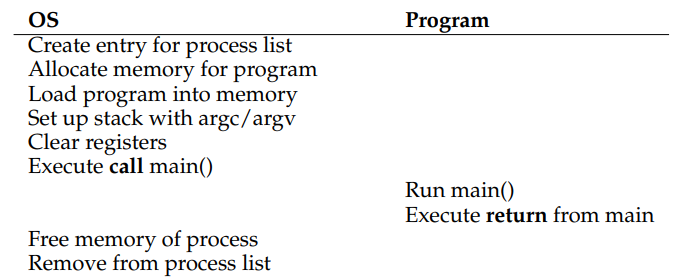 OS Program
Create entry for process list
Allocate memory for program
Load program into memory
Set up stack with argc/argv
Clear registers
Execute call main()
Run main()
Execute return from main
Free memory of process
Remove from process list